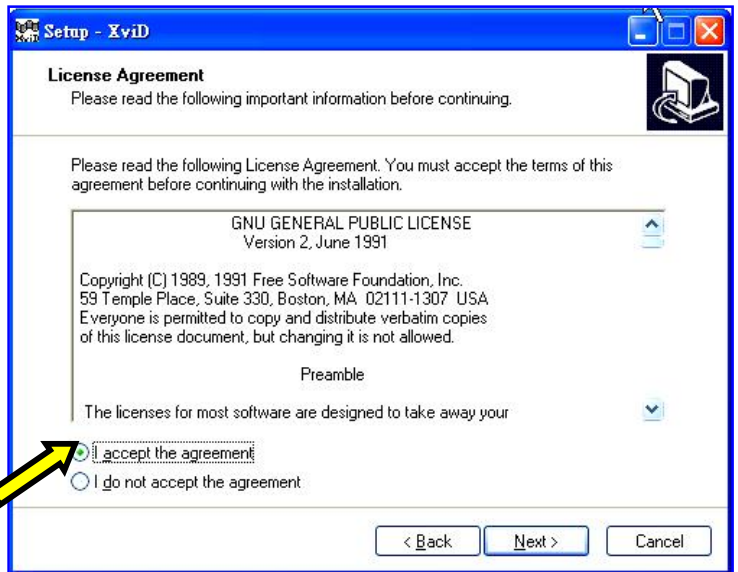 Setup - XviD
License Agreement
Please read the following important information before continuing.
Please read the following License Agreement. You must accept the terms of this
agreement before continuing with the installation.
GNU GENERAL PUBLIC LICENSE
Version 2, June 1991
Copyright (C) 1989, 1991 Free Software Foundation, Inc.
59 Temple Place, Suite 330, Boston, MA  02111-1307  USA
Everyone is permitted to copy and distribute verbatim copies
of this license document, but changing it is not allowed.
Preamble
The licenses for most software are designed to take away your
I accept the agreement
I do not accept the agreement
< Back
Next >
Cancel